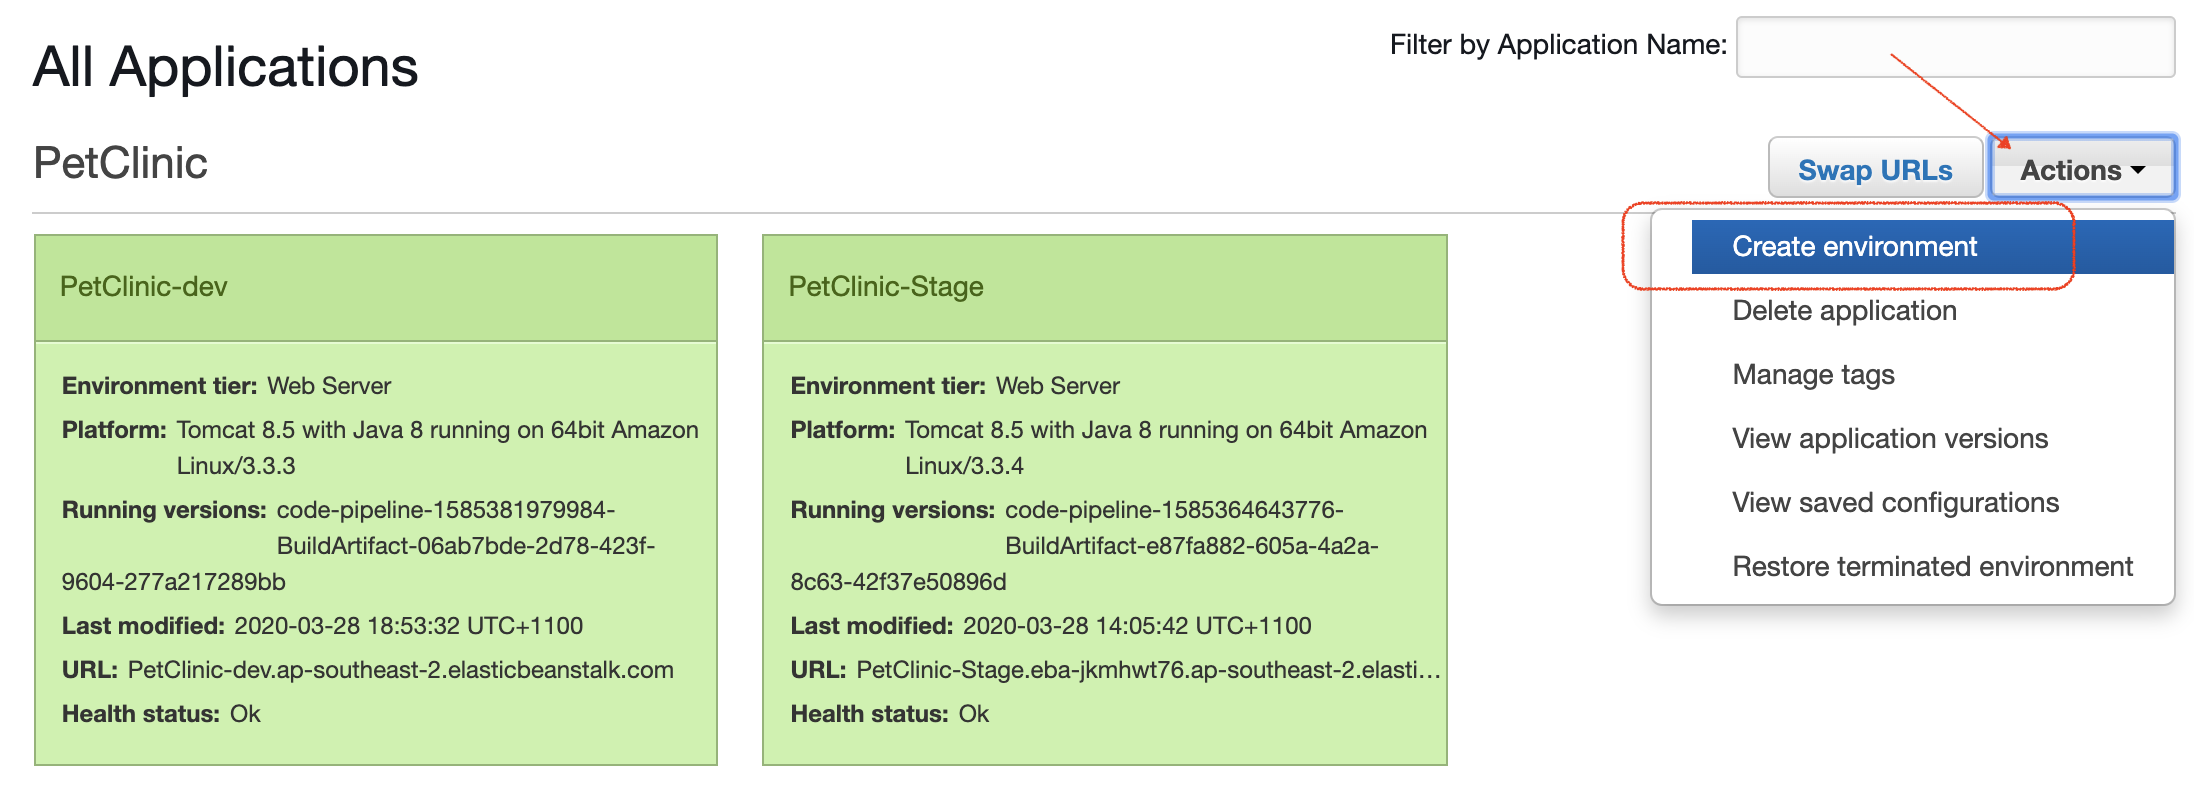 All Applications
Filter by Application Name:
PetClinic
Swap URLs
Actions
Create environment
Delete application
Manage tags
View application versions
View saved configurations
Restore terminated environment
PetClinic-dev
Environment tier: Web Server
Platform: Tomcat 8.5 with Java 8 running on 64bit Amazon
Linux/3.3.3
Running versions: code-pipeline-1585381979984-
BuildArtifact-06ab7bde-2d78-423f-
9604-277a217289bb
Last modified: 2020-03-28 18:53:32 UTC+1100
URL: PetClinic-dev.ap-southeast-2.elasticbeanstalk.com
Health status: Ok
PetClinic-Stage
Environment tier: Web Server
Platform: Tomcat 8.5 with Java 8 running on 64bit Amazon
Linux/3.3.4
Running versions: code-pipeline-1585364643776-
BuildArtifact-e87fa882-605a-4a2a-
8c63-42f37e50896d
Last modified: 2020-03-28 14:05:42 UTC+1100
URL: PetClinic-Stage.eba-jkmhwt76.ap-southeast-2.elasti...
Health status: Ok